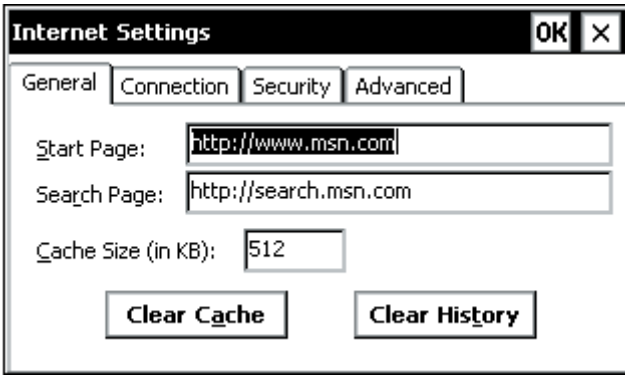 Internet Settings OK ×
General Connection Security Advanced
Start Page: http://www.msn.com
Search Page: http://search.msn.com
Cache Size (in KB): 512
Clear Cache Clear History